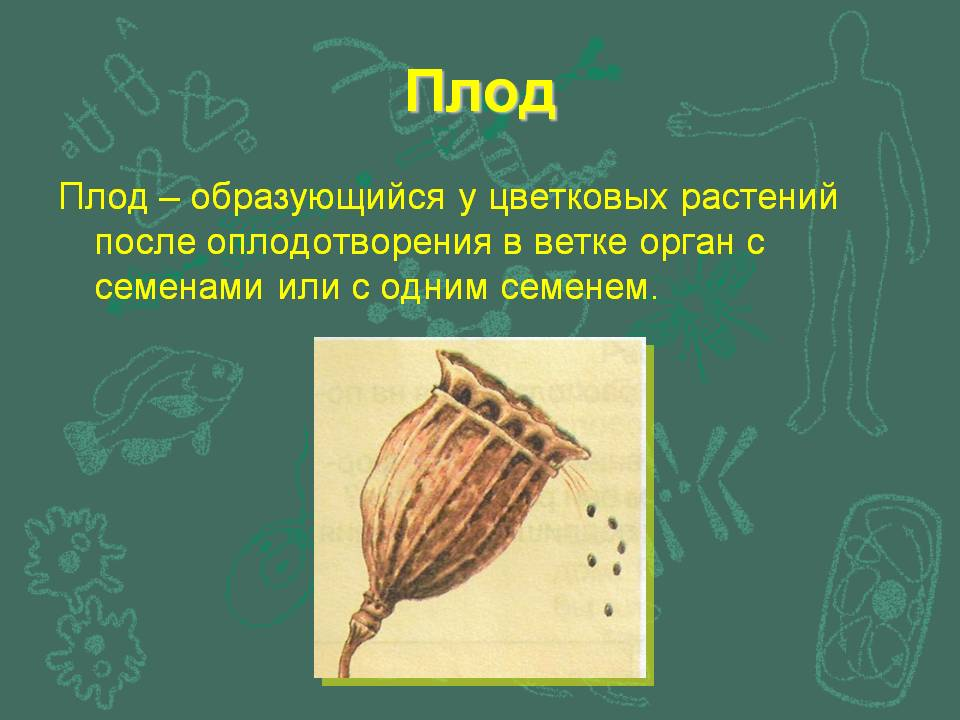 Плод
Плод – образующийся у цветковых растений
после оплодотворения в ветке орган с
семенами или с одним семенем.